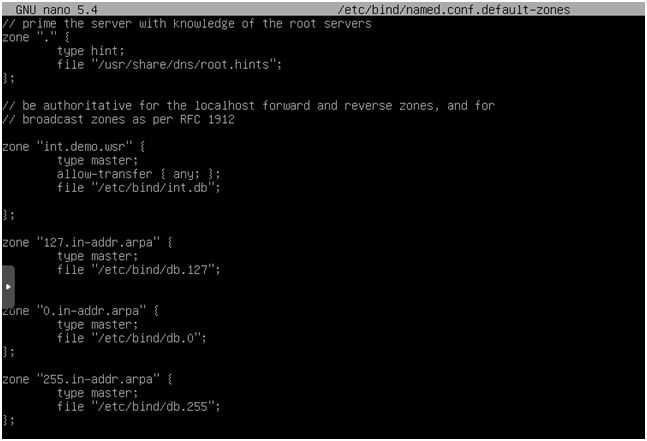 GNU nano 5.4 /etc/bind/named.conf.default-zones
// prime the server with knowledge of the root servers
zone "." {
        type hint;
        file "/usr/share/dns/root.hints";
};

// be authoritative for the localhost forward and reverse zones, and for
// broadcast zones as per RFC 1912

zone "int.demo.wsr" {
        type master;
        allow-transfer { any; };
        file "/etc/bind/int.db";

};

zone "127.in-addr.arpa" {
        type master;
        file "/etc/bind/db.127";

zone "0.in-addr.arpa" {
        type master;
        file "/etc/bind/db.0";
};

zone "255.in-addr.arpa" {
        type master;
        file "/etc/bind/db.255";
};